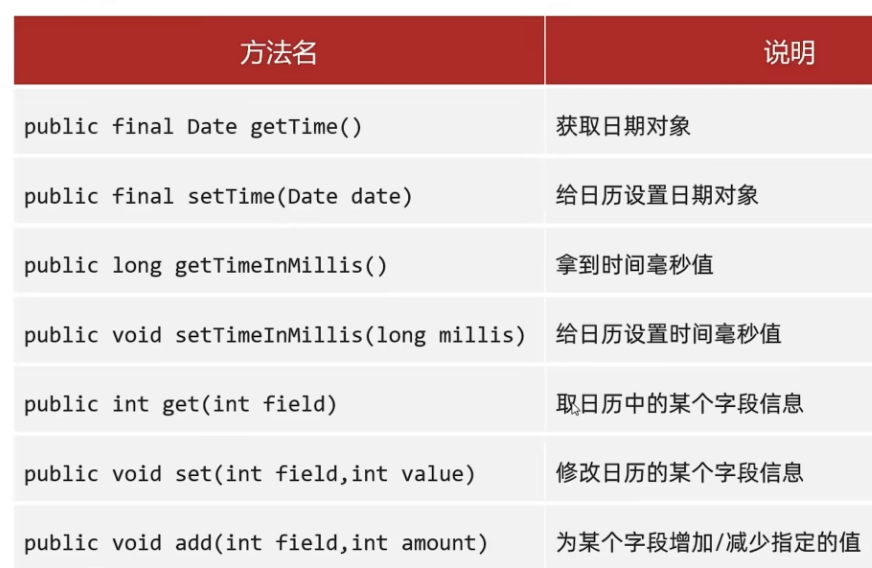 方法名 说明
public final Date getTime() 获取日期对象
public final setTime(Date date) 给日历设置日期对象
public long getTimeInMillis() 拿到时间毫秒值
public void setTimeInMillis(long millis) 给日历设置时间毫秒值
public int get(int field) 取日历中的某个字段信息
public void set(int field,int value) 修改日历的某个字段信息
public void add(int field,int amount) 为某个字段增加/减少指定的值